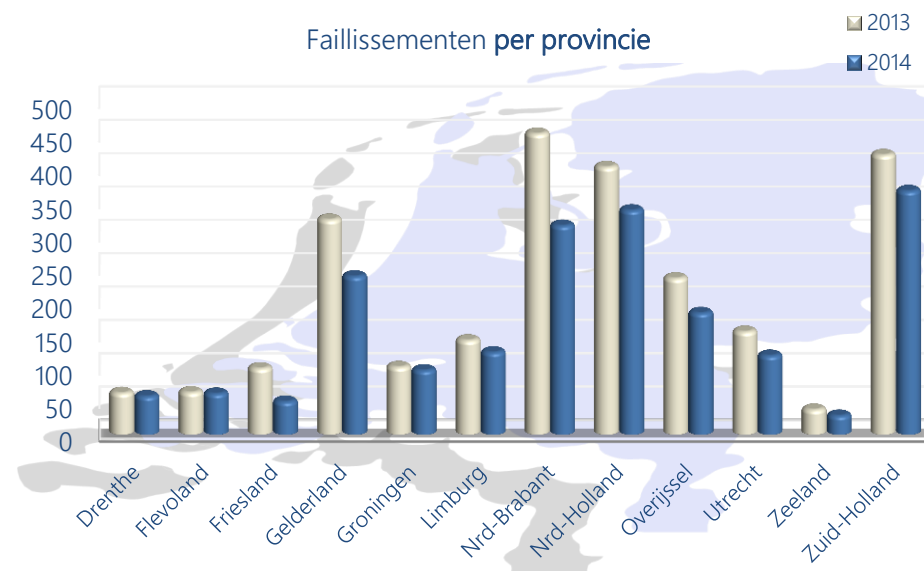 Faillissementen per provincie
2013
2014
500
450
400
350
300
250
200
150
100
50
0
Drenthe
Flevoland
Friesland
Gelderland
Groningen
Limburg
Nrd-Brabant
Nrd-Holland
Overijssel
Utrecht
Zeeland
Zuid-Holland